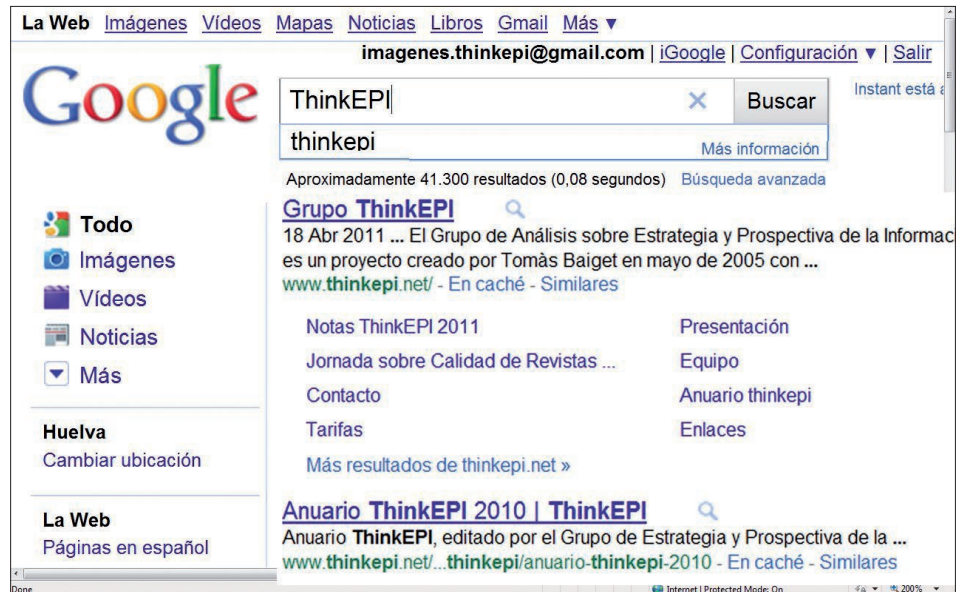 La Web Imágenes Vídeos Mapas Noticias Libros Gmail Más ▼
imagenes.thinkepi@gmail.com | iGoogle | Configuración ▼ | Salir
Google
ThinkEPI × Buscar
Instant está
thinkepi
Más información
Aproximadamente 41.300 resultados (0,08 segundos) Búsqueda avanzada
Todo
Imágenes
Vídeos
Noticias
Más
Huelva
Cambiar ubicación
La Web
Páginas en español
Grupo ThinkEPI
18 Abr 2011 ... El Grupo de Análisis sobre Estrategia y Prospectiva de la Informac
es un proyecto creado por Tomàs Baiget en mayo de 2005 con ...
www.thinkepi.net/ - En caché - Similares
Notas ThinkEPI 2011
Jornada sobre Calidad de Revistas ...
Contacto
Tarifas
Presentación
Equipo
Anuario thinkepi
Enlaces
Más resultados de thinkepi.net »
Anuario ThinkEPI 2010 | ThinkEPI
Anuario ThinkEPI, editado por el Grupo de Estrategia y Prospectiva de la ...
www.thinkepi.net/...thinkepi/anuario-thinkepi-2010 - En caché - Similares
Done
Internet | Protected Mode: On
200%